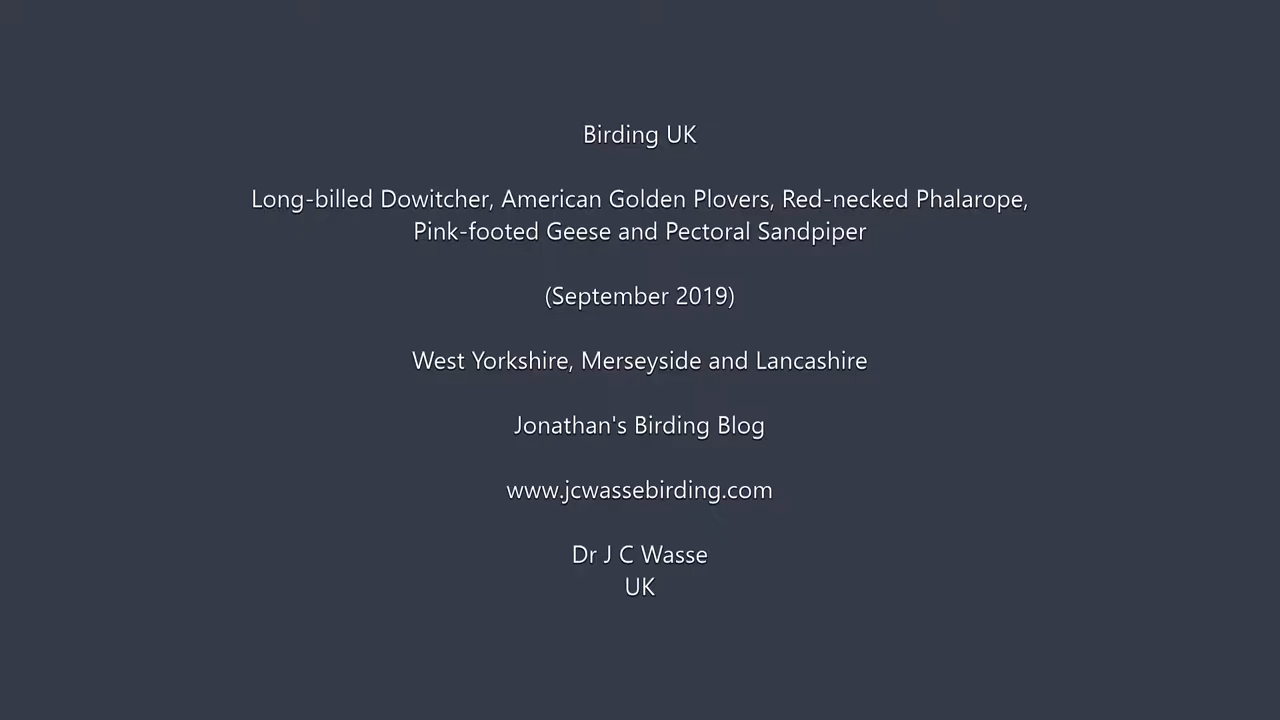 Birding UK
Long-billed Dowitcher, American Golden Plovers, Red-necked Phalarope,
Pink-footed Geese and Pectoral Sandpiper
(September 2019)
West Yorkshire, Merseyside and Lancashire
Jonathan's Birding Blog
www.jcwassebirding.com
Dr J C Wasse
UK